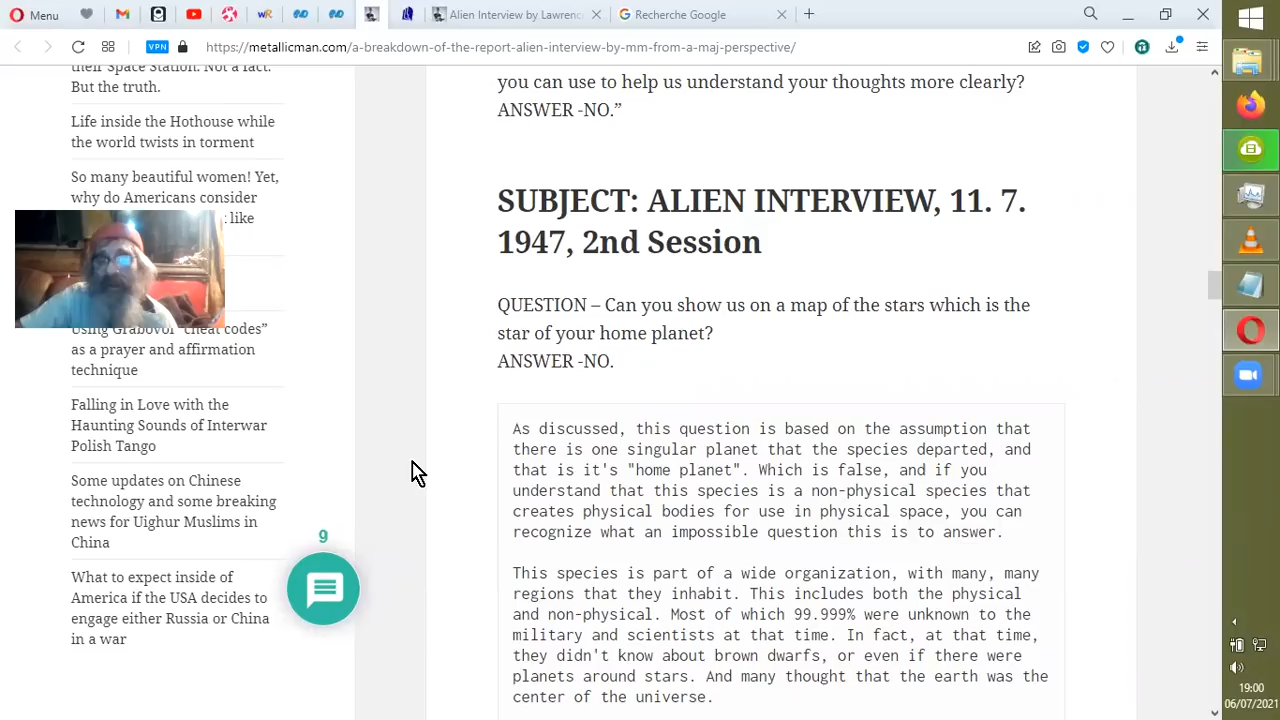 Menu
Alien Interview by Lawrenc
Recherche Google
VPN
https://metallicman.com/a-breakdown-of-the-report-alien-interview-by-mm-from-a-maj-perspective/
their Space Station. Not a fact.
But the truth.
Life inside the Hothouse while
the world twists in torment
So many beautiful women! Yet,
why do Americans consider
like
Using Grabovoi "cheat codes"
as a prayer and affirmation
technique
Falling in Love with the
Haunting Sounds of Interwar
Polish Tango
Some updates on Chinese
technology and some breaking
news for Uighur Muslims in
China
What to expect inside of
America if the USA decides to
engage either Russia or China
in a war
9
you can use to help us understand your thoughts more clearly?
ANSWER -NO.”
SUBJECT: ALIEN INTERVIEW, 11. 7.
1947, 2nd Session
QUESTION – Can you show us on a map of the stars which is the
star of your home planet?
ANSWER -NO.
As discussed, this question is based on the assumption that
there is one singular planet that the species departed, and
that is it's "home planet". Which is false, and if you
understand that this species is a non-physical species that
creates physical bodies for use in physical space, you can
recognize what an impossible question this is to answer.
This species is part of a wide organization, with many, many
regions that they inhabit. This includes both the physical
and non-physical. Most of which 99.999% were unknown to the
military and scientists at that time. In fact, at that time,
they didn't know about brown dwarfs, or even if there were
planets around stars. And many thought that the earth was the
center of the universe.
19:00
06/07/2021